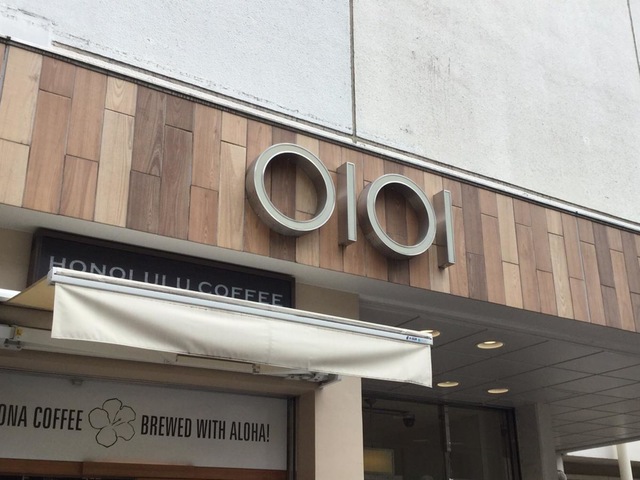 OIOI
HONOLULU COFFEE
ONA COFFEE BREWED WITH ALOHA!